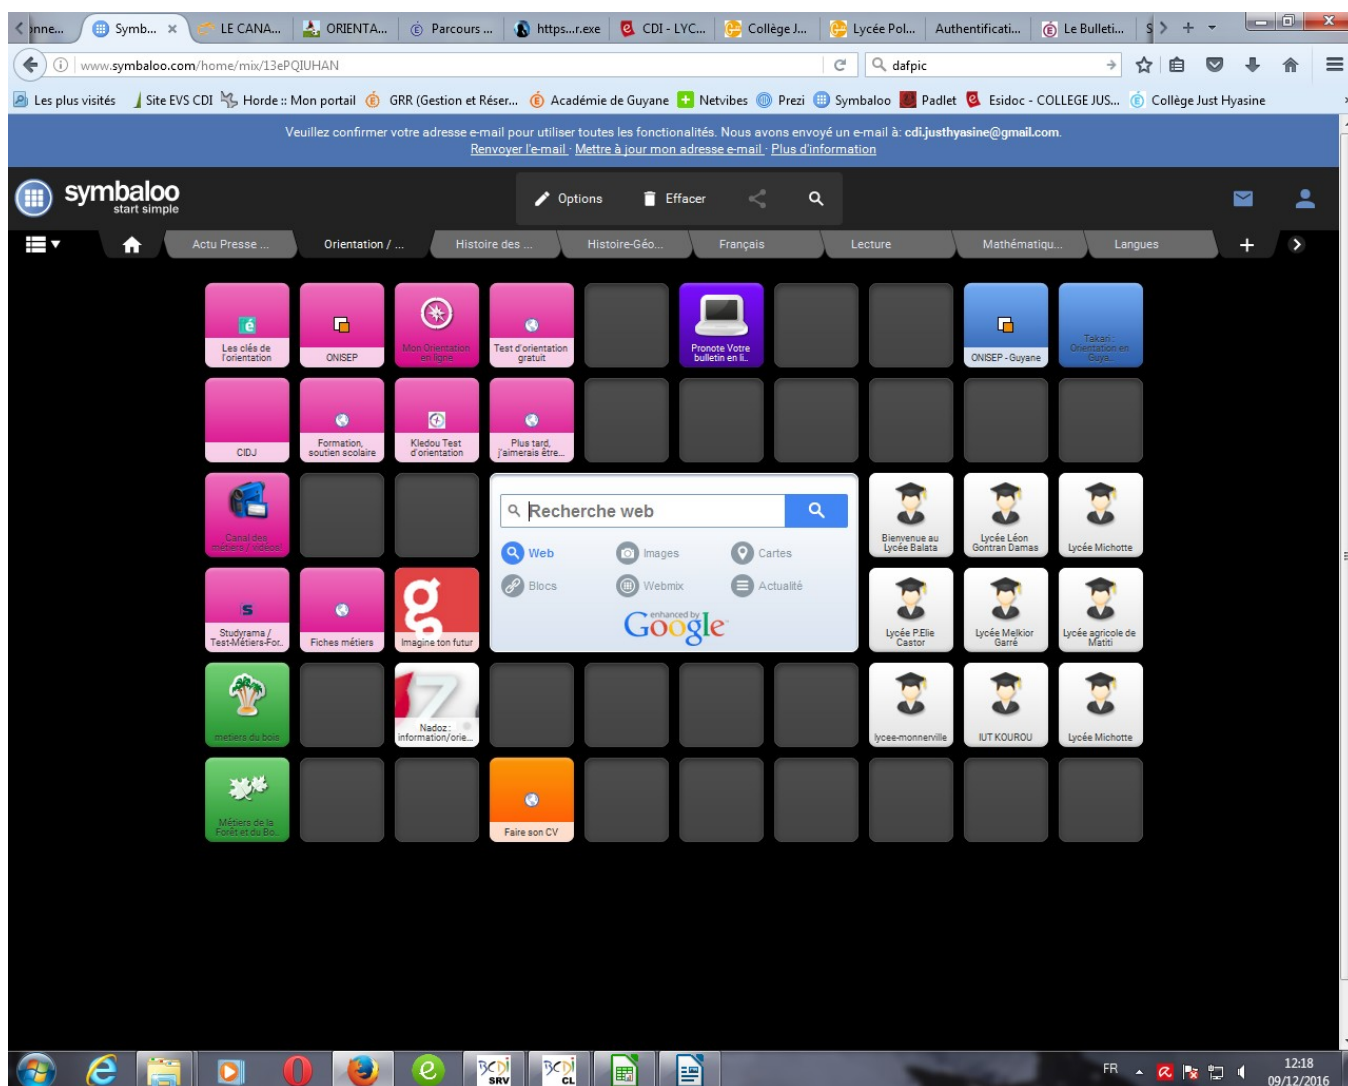 onne...
Symb...
LE CANA...
ORIENTA...
Parcours ...
https...r.exe
CDI - LYC...
Collège J...
Lycée Pol...
Authentificati...
Le Bulleti...
www.symbaloo.com/home/mix/13ePQIUHAN
dafpic
Les plus visités
Site EVS CDI
Horde :: Mon portail
GRR (Gestion et Réser...
Académie de Guyane
Netvibes
Prezi
Symbaloo
Padlet
Esidoc - COLLEGE JUS...
Collège Just Hyasine
Veuillez confirmer votre adresse e-mail pour utiliser toutes les fonctionalités. Nous avons envoyé un e-mail à: cdi.justhyasine@gmail.com.
Renvoyer l'e-mail · Mettre à jour mon adresse e-mail · Plus d'information
symbaloo
start simple
Options
Effacer
Actu Presse ...
Orientation / ...
Histoire des ...
Histoire-Géo...
Français
Lecture
Mathématiqu...
Langues
Les clés de
l'orientation
ONISEP
Mon Orientation
en ligne
Test d'orientation
gratuit
Pronote Votre
bulletin en li..
ONISEP - Guyane
Takari :
Orientation en
Guya..
CIDJ
Formation,
soutien scolaire
Kledou Test
d'orientation
Plus tard,
j'aimerais être...
Canal des
métiers / vidéos!
Recherche web
Web
Images
Cartes
Blocs
Webmix
Actualité
enhanced by
Google
Bienvenue au
Lycée Balata
Lycée Léon
Gontran Damas
Lycée Michotte
Studyrama /
Test-Métiers-For..
Fiches métiers
Imagine ton futur
Lycée P.Elie
Castor
Lycée Melkior
Garré
Lycée agricole de
Matiti
metiers du bois
Nadoz :
information/orie...
lycee-monnerville
IUT KOUROU
Lycée Michotte
Métiers de la
Forêt et du Bo..
Faire son CV
BCDI
SRV
BCDI
CL
FR
12:18
09/12/2016